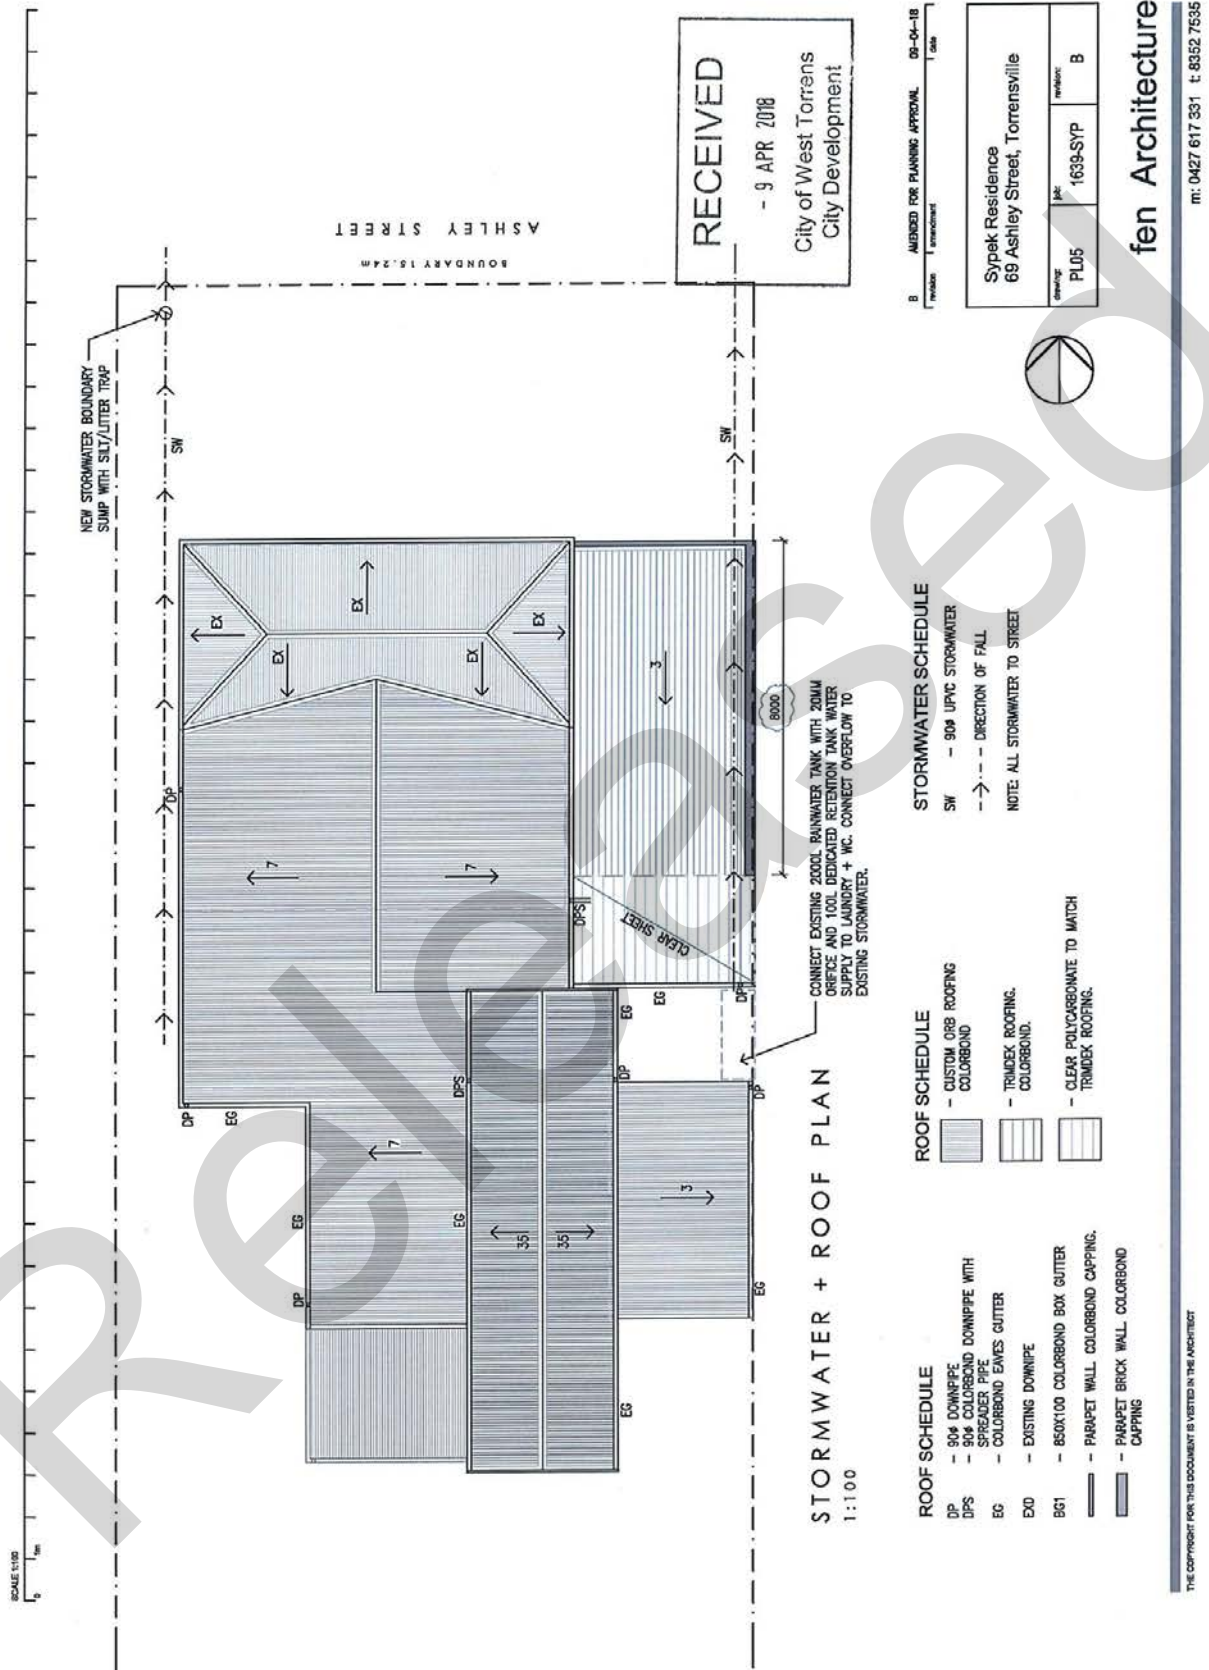 SCALE 1:100
0
1m
NEW STORMWATER BOUNDARY
SUMP WITH SILT/LITTER TRAP
SW
ASHLEY STREET
BOUNDARY 15.24m
RECEIVED
- 9 APR 2018
City of West Torrens
City Development
EX
EX
EX
EX
EX
DP
7
7
3
8000
SW
DPS
CLEAR SHEET
EG
DP
EG
DP
DPS
DP
EG
7
EG
DP
EG
35
35
3
DP
EG
EG
CONNECT EXISTING 2000L RAINWATER TANK WITH 20MM
ORIFICE AND 100L DEDICATED RETENTION TANK WATER
SUPPLY TO LAUNDRY + WC. CONNECT OVERFLOW TO
EXISTING STORMWATER.
STORMWATER + ROOF PLAN
1:100
ROOF SCHEDULE
DP - 90ø DOWNPIPE
DPS - 90ø COLORBOND DOWNPIPE WITH
SPREADER PIPE
EG - COLORBOND EAVES GUTTER
EXD - EXISTING DOWNIPE
BG1 - 850X100 COLORBOND BOX GUTTER
- PARAPET WALL COLORBOND CAPPING.
- PARAPET BRICK WALL COLORBOND
CAPPING
ROOF SCHEDULE
- CUSTOM ORB ROOFING
COLORBOND
- TRIMDEK ROOFING.
COLORBOND.
- CLEAR POLYCARBONATE TO MATCH
TRIMDEK ROOFING.
STORMWATER SCHEDULE
SW - 90ø UPVC STORMWATER
- DIRECTION OF FALL
NOTE: ALL STORMWATER TO STREET
B AMENDED FOR PLANNING APPROVAL 09-04-18
revision amendment date
Sypek Residence
69 Ashley Street, Torrensville
drawing: job: revision:
PL05 1639-SYP B
fen Architecture
m: 0427 617 331 t: 8352 7535
THE COPYRIGHT FOR THIS DOCUMENT IS VESTED IN THE ARCHITECT
Released